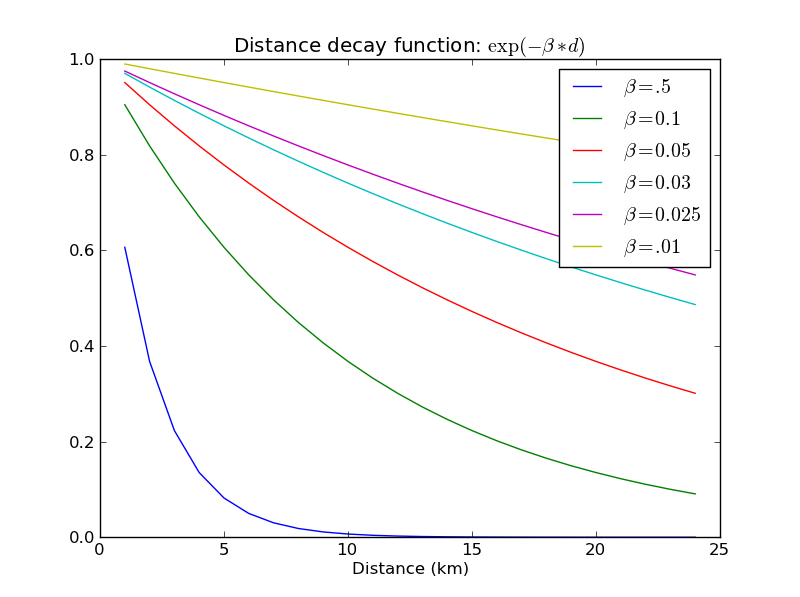 Distance decay function: exp(−β∗d)
1.0
0.8
0.6
0.4
0.2
0.0
β=.5
β=0.1
β=0.05
β=0.03
β=0.025
β=.01
0 5 10 15 20 25
Distance (km)